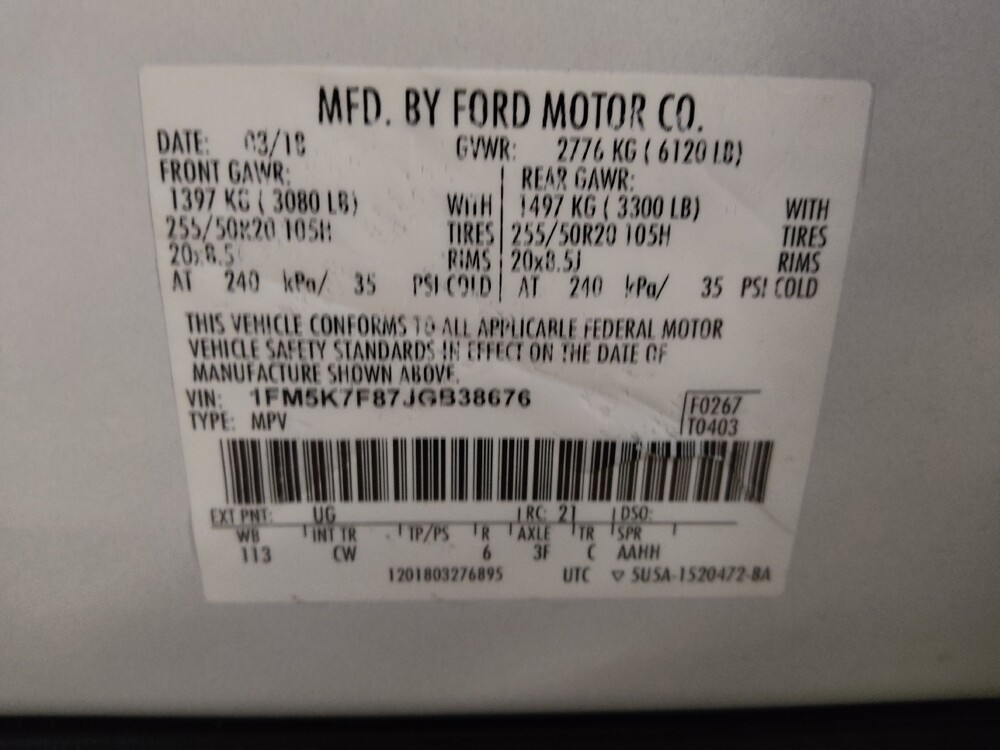 MFD. BY FORD MOTOR CO.
DATE: 03/18 GVWR: 2776 KG ( 6120 LB)
FRONT GAWR: REAR GAWR:
1397 KG ( 3080 LB) WITH 1497 KG ( 3300 LB) WITH
255/50R20 105H TIRES 255/50R20 105H TIRES
20x8.5J RIMS 20x8.5J RIMS
AT 240 kPa/ 35 PSI COLD AT 240 kPa/ 35 PSI COLD
THIS VEHICLE CONFORMS TO ALL APPLICABLE FEDERAL MOTOR
VEHICLE SAFETY STANDARDS IN EFFECT ON THE DATE OF
MANUFACTURE SHOWN ABOVE.
VIN: 1FM5K7F87JGB38676 F0267
TYPE: MPV T0403
EXT PNT: UG RC: 21 DSO:
WB INT TR TP/PS R AXLE TR SPR
113 CW 6 3F C AAHH
1201803276895 UTC ▽ 5U5A-1520472-BA